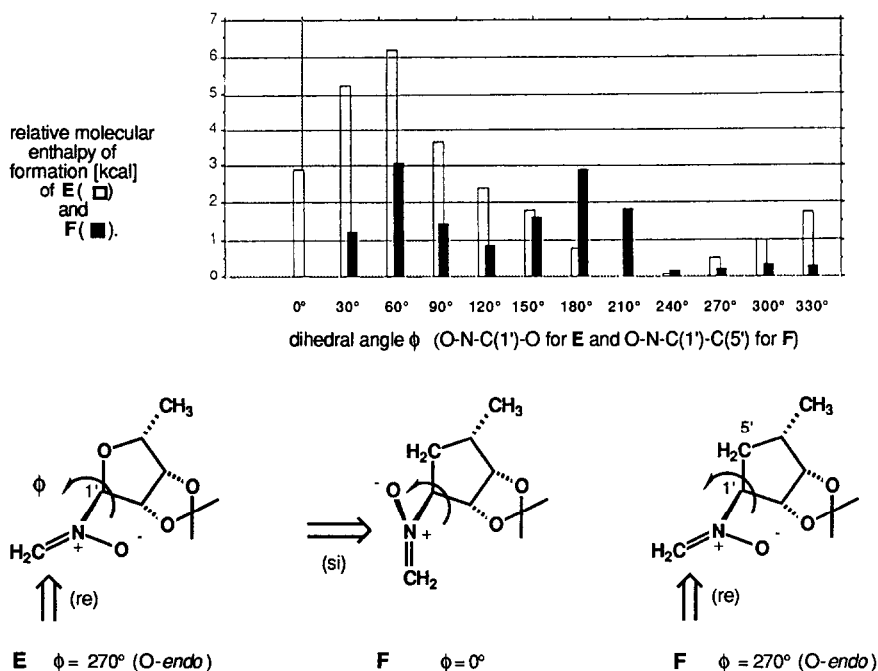 7
6
5
4
3
2
1
0
relative molecular
enthalpy of
formation [kcal]
of E ( □)
and
F( ■).
0° 30° 60° 90° 120° 150° 180° 210° 240° 270° 300° 330°
dihedral angle ϕ (O-N-C(1')-O for E and O-N-C(1')-C(5') for F)
CH₃
O
ϕ
1'
O
O
H₂C
N
+
O
-
(re)
E ϕ = 270° (O-endo)
CH₃
H₂C
-
O
O
O
N
+
CH₂
(si)
F ϕ = 0°
CH₃
5'
H₂C
1'
O
O
H₂C
N
+
O
-
(re)
F ϕ = 270° (O-endo)